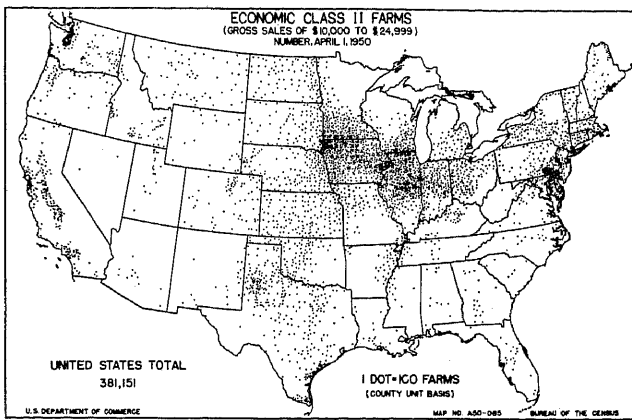 ECONOMIC CLASS II FARMS
(GROSS SALES OF $10,000 TO $24,999)
NUMBER, APRIL 1, 1950
UNITED STATES TOTAL
381,151
1 DOT=100 FARMS
(COUNTY UNIT BASIS)
U.S. DEPARTMENT OF COMMERCE
MAP NO. A50-085
BUREAU OF THE CENSUS